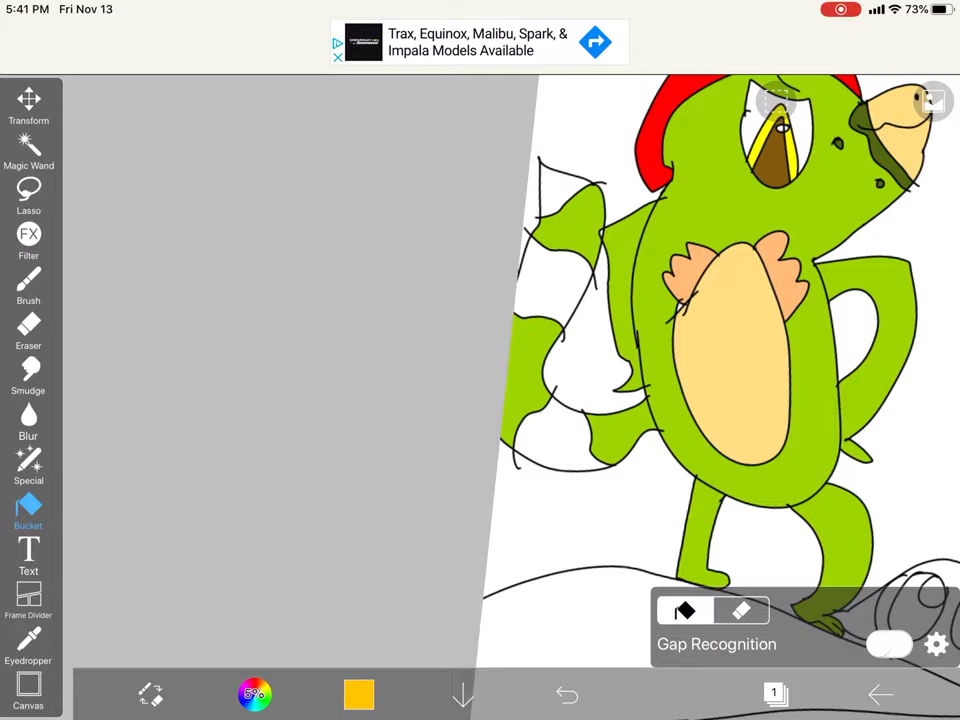 5:41 PM Fri Nov 13
73%
Trax, Equinox, Malibu, Spark, &
Impala Models Available
Transform
Magic Wand
Lasso
FX
Filter
Brush
Eraser
Smudge
Blur
Special
Bucket
T
Text
Frame Divider
Eyedropper
Canvas
Gap Recognition
5%
1